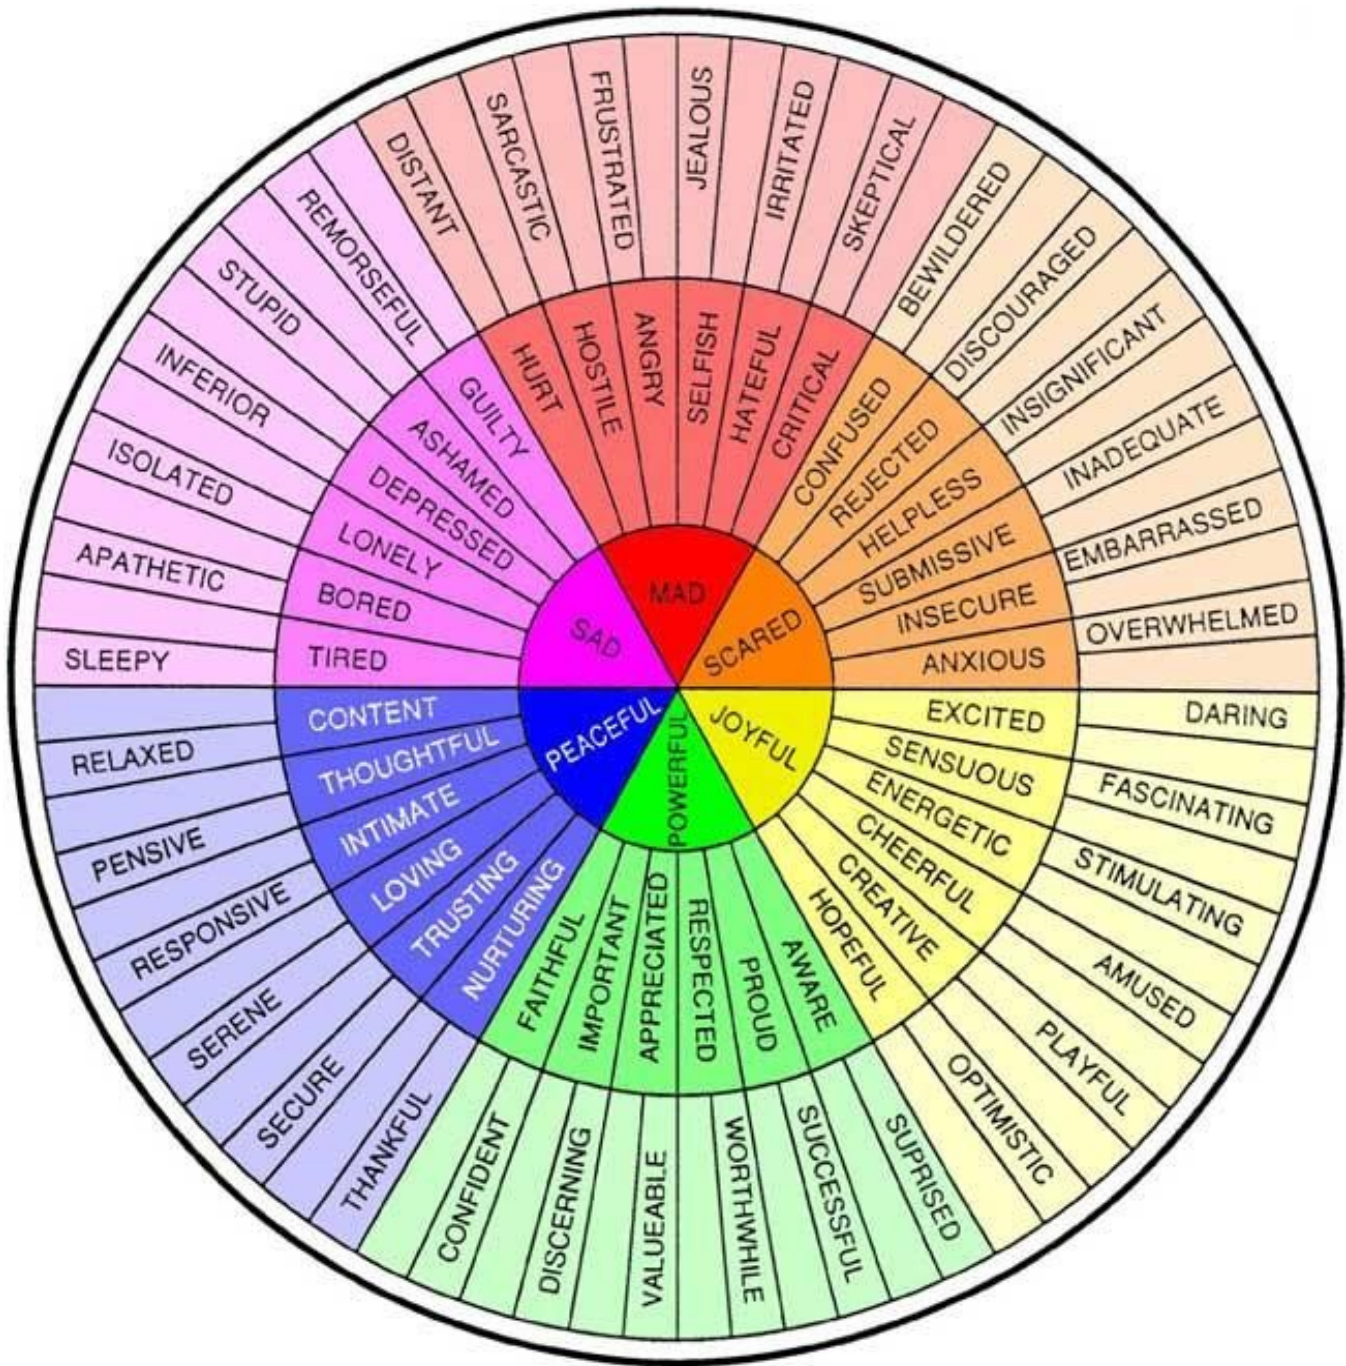 MAD
SCARED
JOYFUL
POWERFUL
PEACEFUL
SAD
HURT
HOSTILE
ANGRY
SELFISH
HATEFUL
CRITICAL
CONFUSED
REJECTED
HELPLESS
SUBMISSIVE
INSECURE
ANXIOUS
EXCITED
SENSUOUS
ENERGETIC
CHEERFUL
CREATIVE
HOPEFUL
AWARE
PROUD
RESPECTED
APPRECIATED
IMPORTANT
FAITHFUL
NURTURING
TRUSTING
LOVING
INTIMATE
THOUGHTFUL
CONTENT
TIRED
BORED
LONELY
DEPRESSED
ASHAMED
GUILTY
DISTANT
SARCASTIC
FRUSTRATED
JEALOUS
IRRITATED
SKEPTICAL
BEWILDERED
DISCOURAGED
INSIGNIFICANT
INADEQUATE
EMBARRASSED
OVERWHELMED
DARING
FASCINATING
STIMULATING
AMUSED
PLAYFUL
OPTIMISTIC
SUPRISED
SUCCESSFUL
WORTHWHILE
VALUEABLE
DISCERNING
CONFIDENT
THANKFUL
SECURE
SERENE
RESPONSIVE
PENSIVE
RELAXED
SLEEPY
APATHETIC
ISOLATED
INFERIOR
STUPID
REMORSEFUL